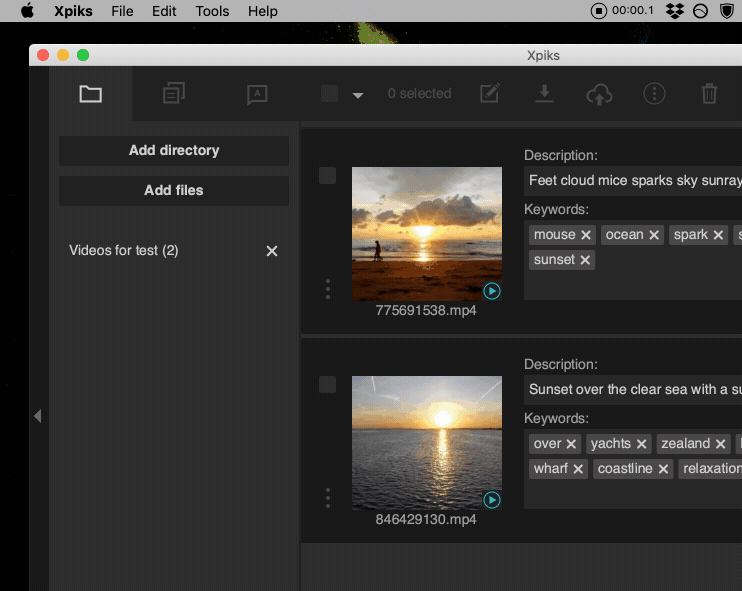 Xpiks File Edit Tools Help 00:00.1
Xpiks
A
0 selected
Add directory
Add files
Videos for test (2)
Description:
Feet cloud mice sparks sky sunray
Keywords:
mouse ocean spark
sunset
775691538.mp4
Description:
Sunset over the clear sea with a
Keywords:
over yachts zealand
wharf coastline relaxation
846429130.mp4